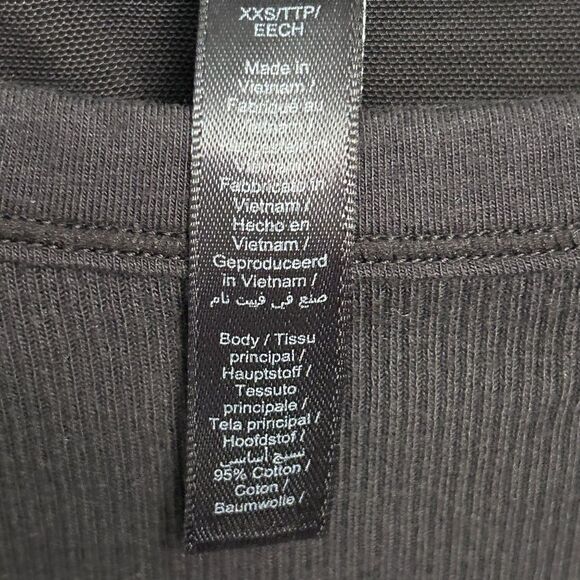 XXS/TTP/
EECH
Made in
Vietnam /
Fabriqué au
Fabbricato in
Vietnam /
Hecho en
Vietnam /
Geproduceerd
in Vietnam /
صنع في فييت نام
Body / Tissu
principal /
Hauptstoff /
Tessuto
principale /
Tela principal /
Hoofdstof /
نسيج أساسي
95% Cotton /
Coton /
Baumwolle /